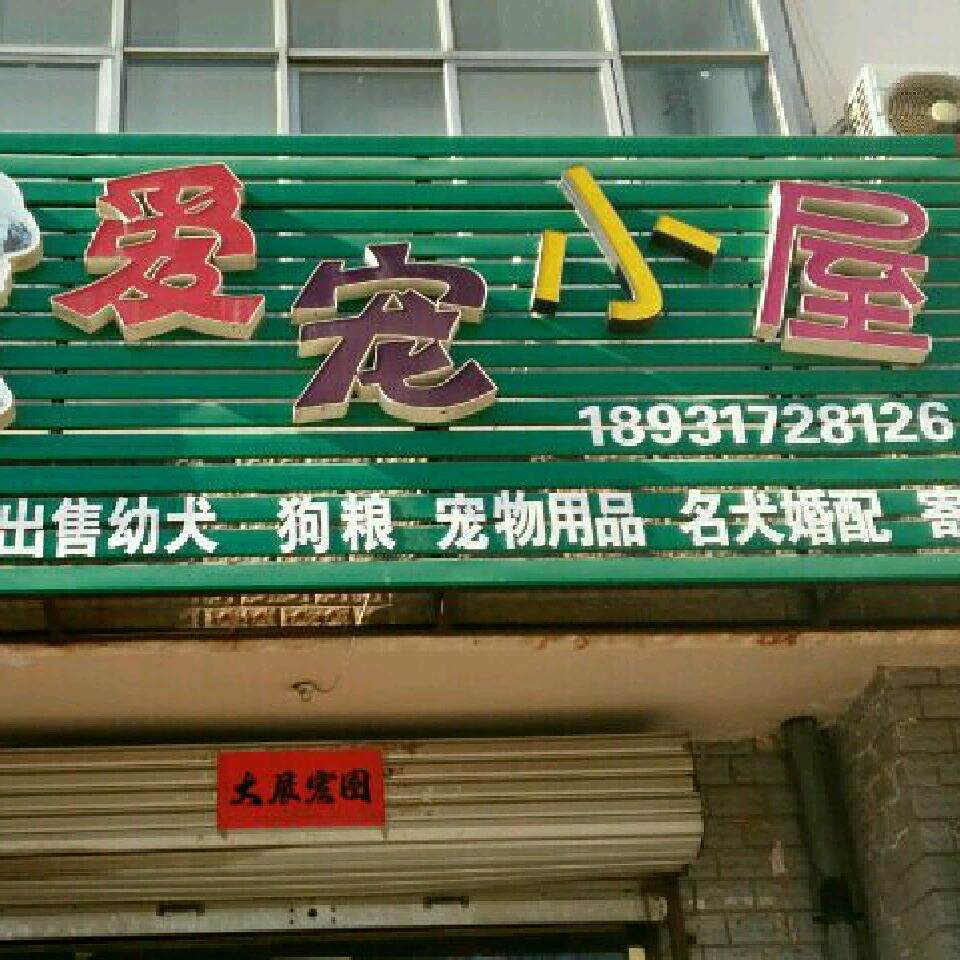 爱宠小屋
18931728126
出售幼犬 狗粮 宠物用品 名犬婚配 寄
大展宏图